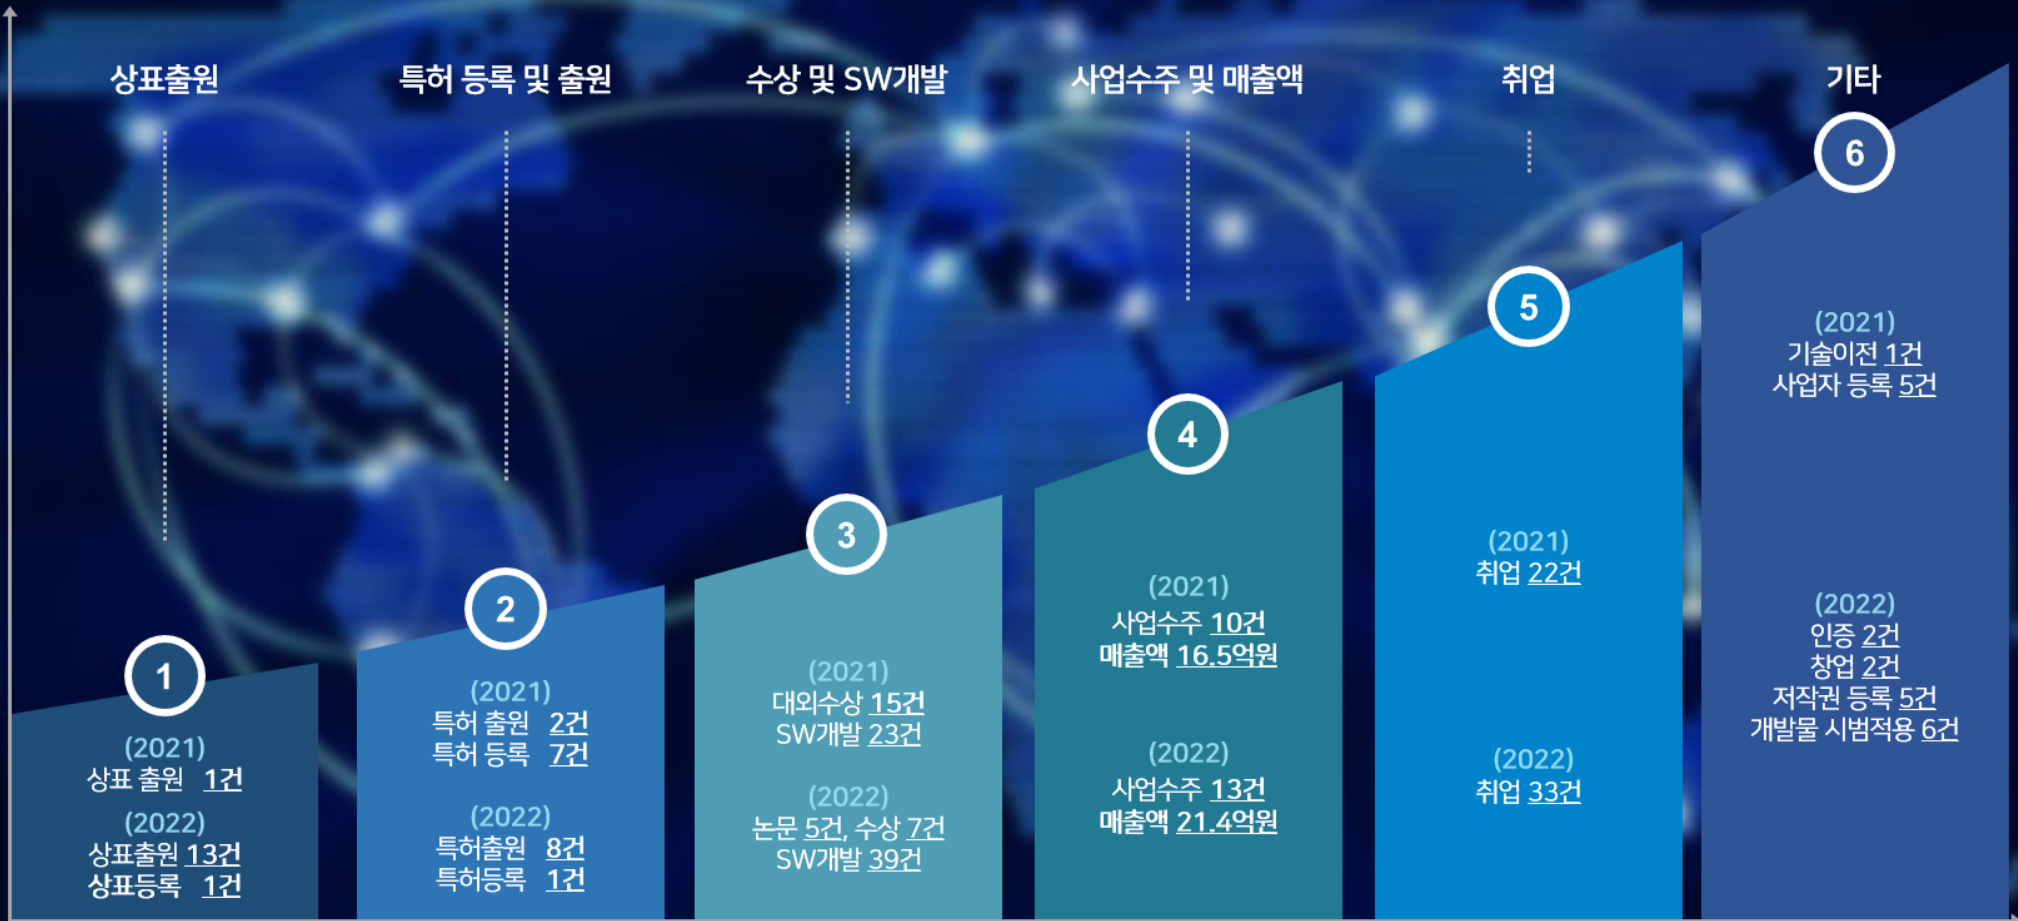 상표출원
1
(2021)
상표 출원 1건
(2022)
상표출원 13건
상표등록 1건
특허 등록 및 출원
2
(2021)
특허 출원 2건
특허 등록 7건
(2022)
특허출원 8건
특허등록 1건
수상 및 SW개발
3
(2021)
대외수상 15건
SW개발 23건
(2022)
논문 5건, 수상 7건
SW개발 39건
사업수주 및 매출액
4
(2021)
사업수주 10건
매출액 16.5억원
(2022)
사업수주 13건
매출액 21.4억원
취업
5
(2021)
취업 22건
(2022)
취업 33건
기타
6
(2021)
기술이전 1건
사업자 등록 5건
(2022)
인증 2건
창업 2건
저작권 등록 5건
개발물 시범적용 6건